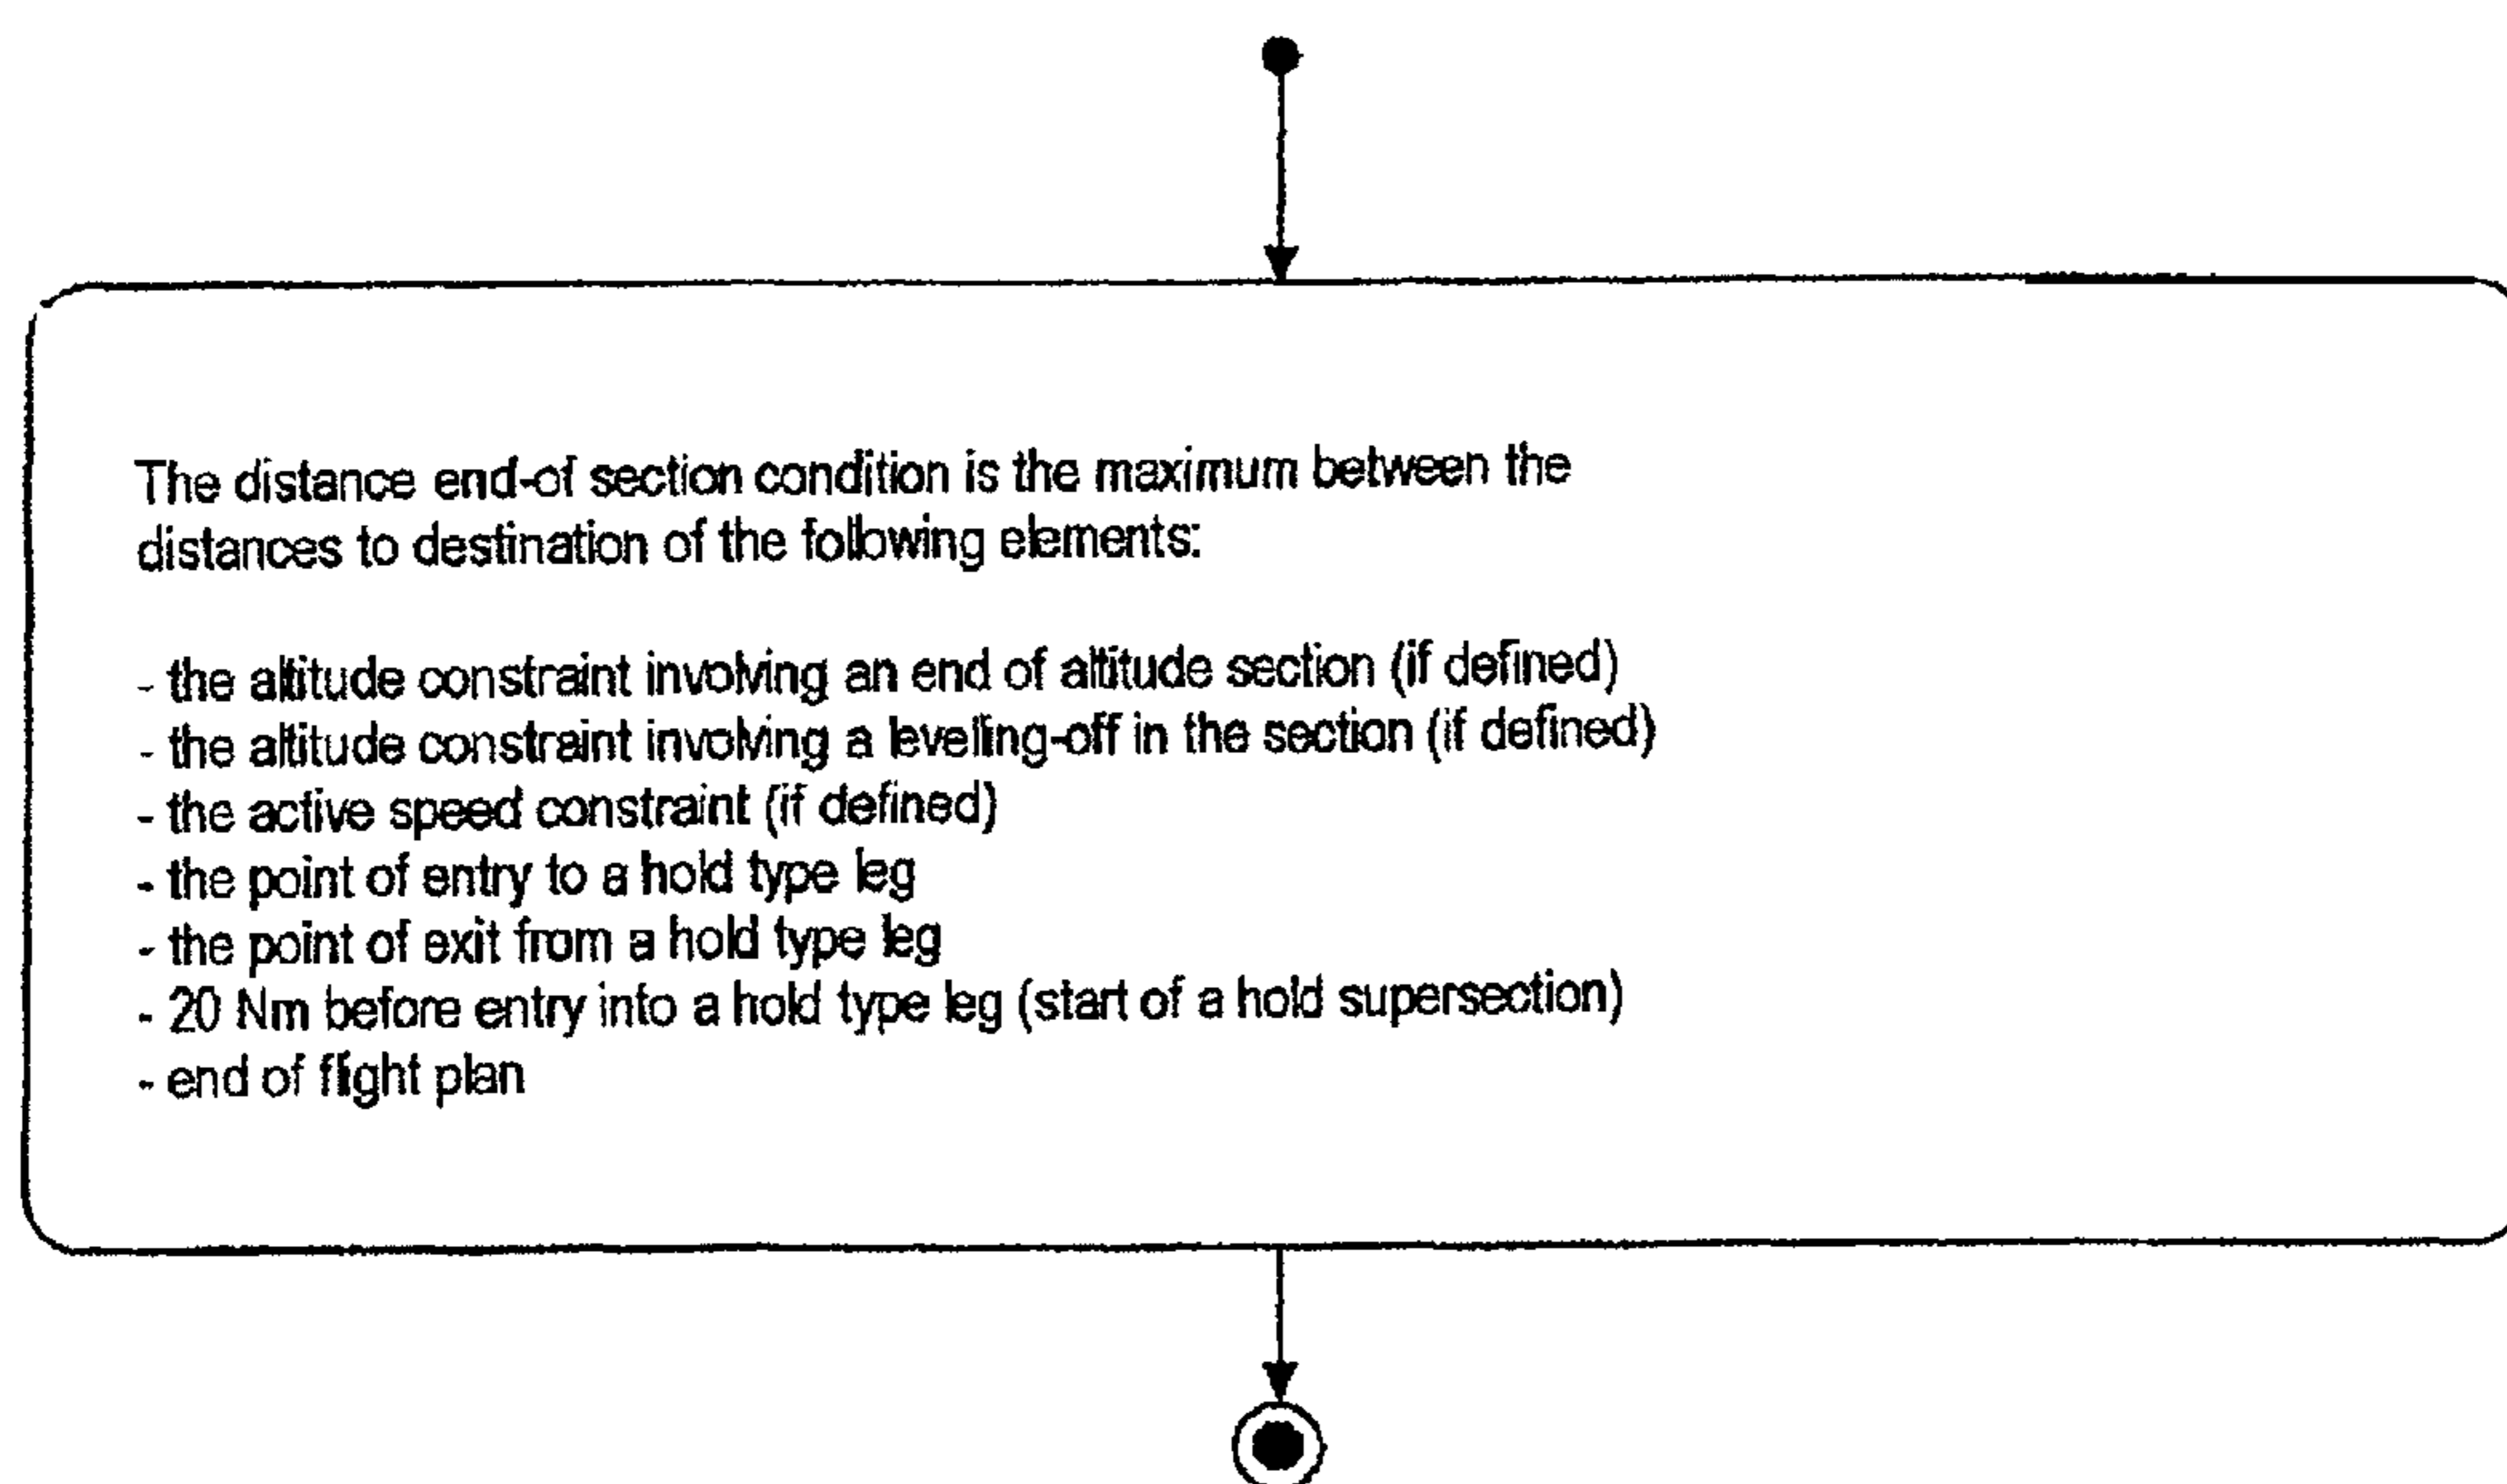 The distance end-of section condition is the maximum between the
distances to destination of the following elements:
- the altitude constraint involving an end of altitude section (if defined)
- the altitude constraint involving a levelling-off in the section (if defined)
- the active speed constraint (if defined)
- the point of entry to a hold type leg
- the point of exit from a hold type leg
- 20 Nm before entry into a hold type leg (start of a hold supersection)
- end of flight plan